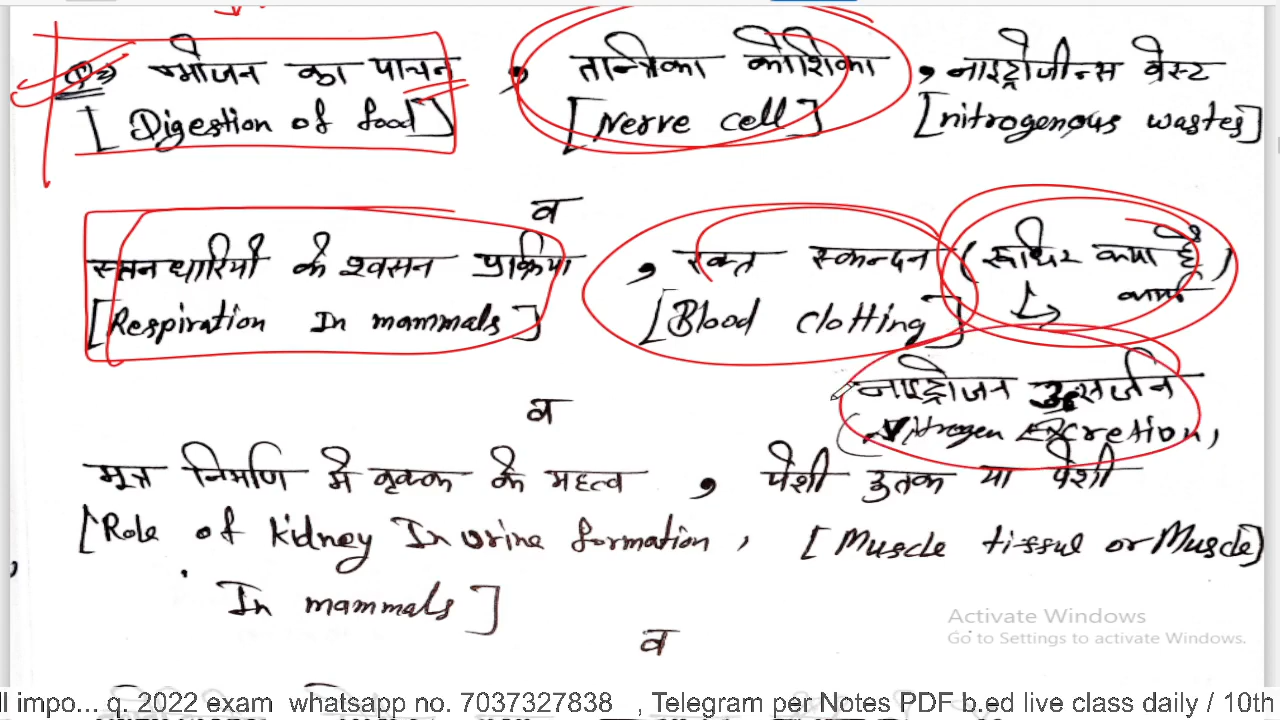 भोजन का पाचन , तान्त्रिका कोशिका , नाइट्रोजीन्स वेस्ट
[ Digestion of food ] [ Nerve cell ] [nitrogenous wastes]
व
स्तनधारियों के श्वसन प्रक्रिया , रक्त स्कन्दन ( रूधिर क्या है )
[Respiration In mammals ] [Blood clotting] कार्य
नाइट्रोजन उत्सर्जन
(Nitrogen Excretion,
व
मूत्र निर्माण में वृक्क के महत्व , पेशी ऊतक या पेशी
[Role of kidney In urine formation , [ Muscle tissue or Muscle]
In mammals ]
व
Activate Windows
Go to Settings to activate Windows.
ll impo... q. 2022 exam whatsapp no. 7037327838 , Telegram per Notes PDF b.ed live class daily / 10th